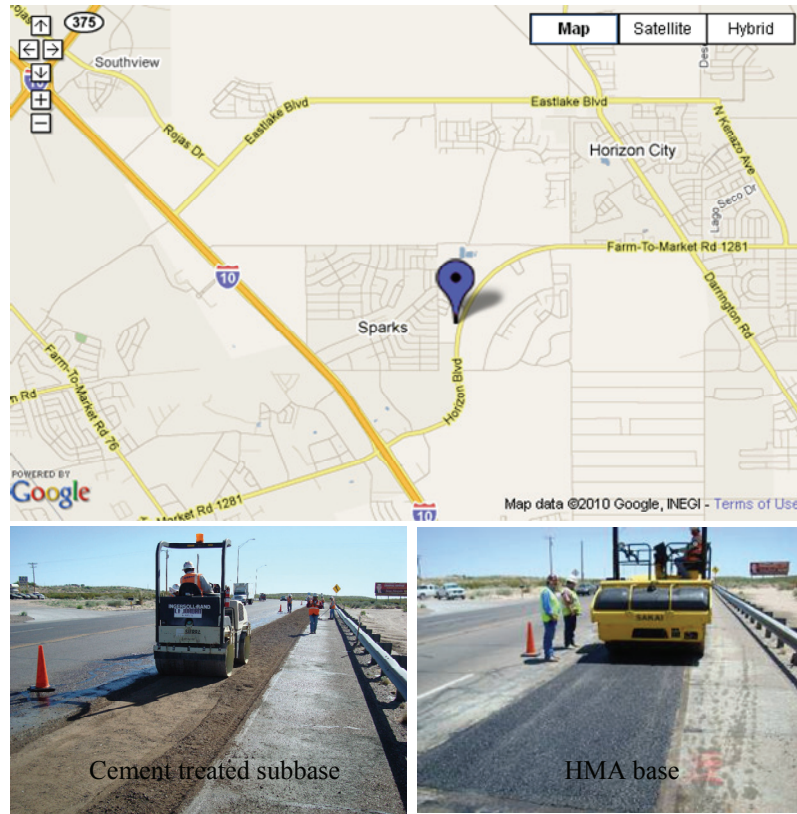 375
Map Satellite Hybrid
Southview
10
Rojas Dr
Eastlake Blvd
Eastlake Blvd
Horizon City
N Kenazo Ave
Lago Seco Dr
Farm-To-Market Rd 1281
10
Sparks
Darrington Rd
Horizon Blvd
Farm-To-Market Rd 76
n Rd
POWERED BY
Google
Market Rd 1281
10
Map data ©2010 Google, INEGI - Terms of Use
INGERSOLL-RAND
Cement treated subbase
SAKAI
HMA base